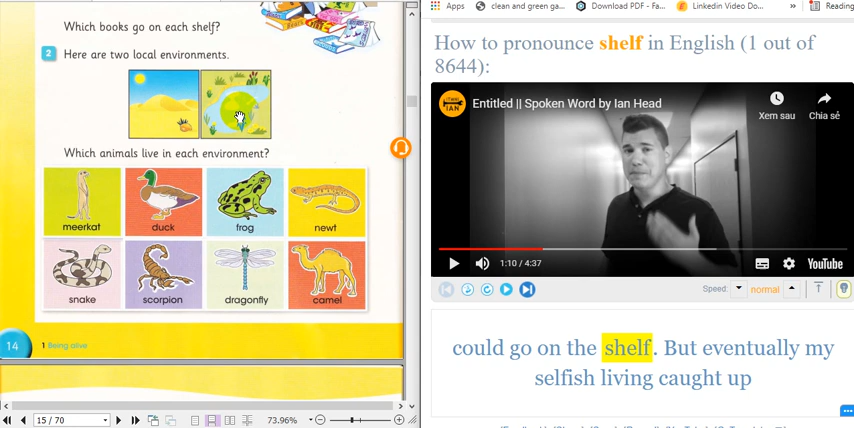 Which books go on each shelf?
2 Here are two local environments.
Which animals live in each environment?
meerkat duck frog newt
snake scorpion dragonfly camel
14 1 Being alive
15 / 70 73.96%
Apps clean and green ga... Download PDF - Fa... Linkedin Video Do... » Reading
How to pronounce shelf in English (1 out of
8644):
Entitled || Spoken Word by Ian Head
Xem sau Chia sẻ
1:10 / 4:37 YouTube
Speed: normal
could go on the shelf. But eventually my
selfish living caught up